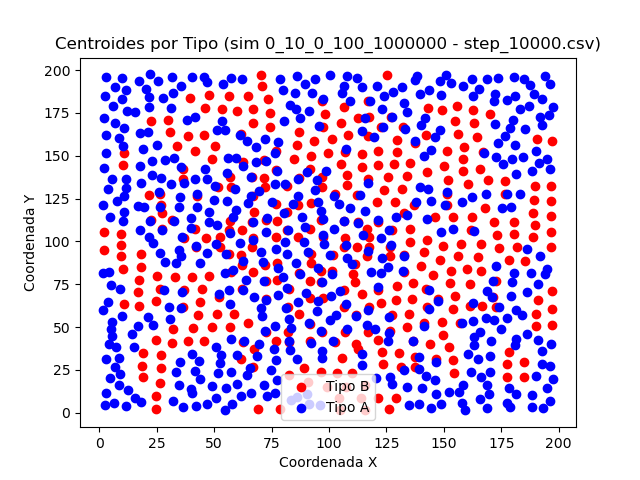 Centroides por Tipo (sim 0_10_0_100_1000000 - step_10000.csv)
Coordenada Y
200
175
150
125
100
75
50
25
0
0 25 50 75 100 125 150 175 200
Coordenada X
Tipo B
Tipo A